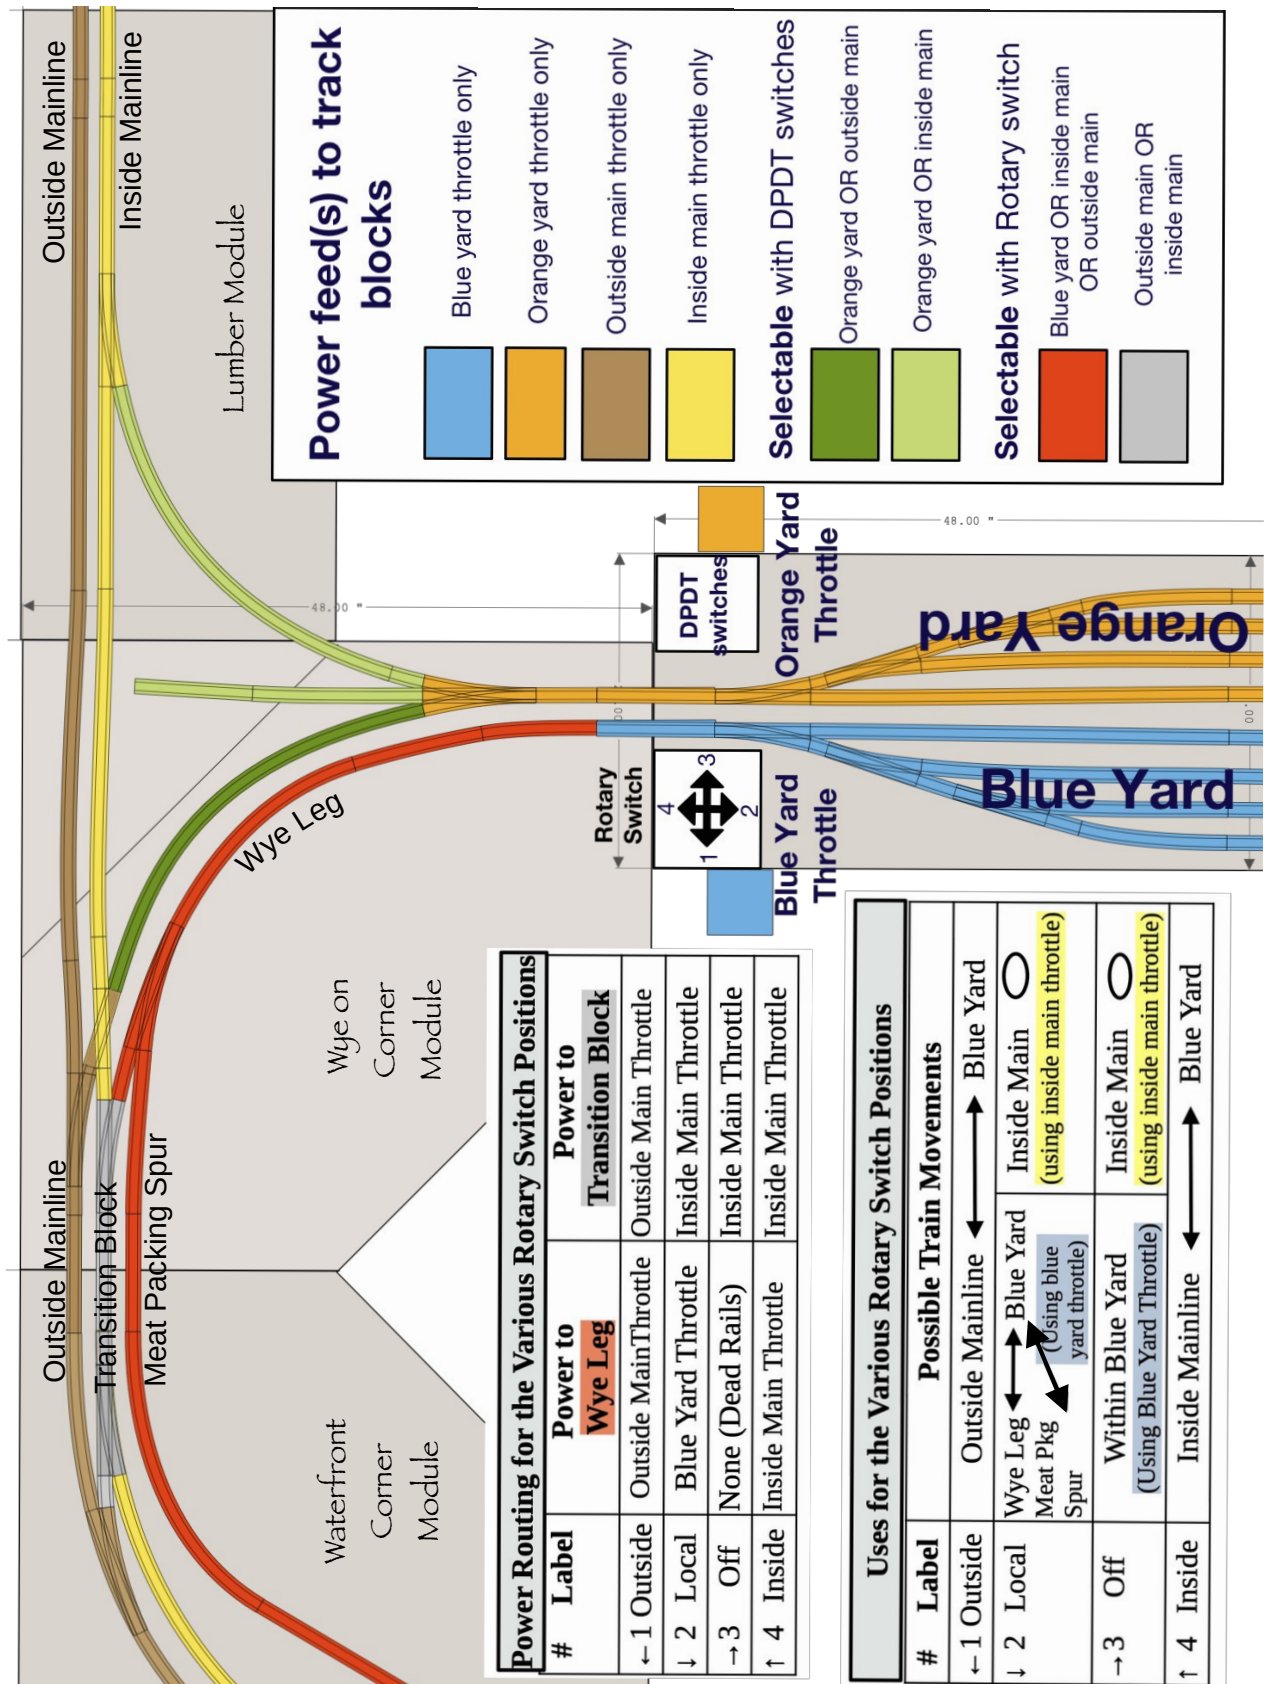 Outside Mainline
Inside Mainline
Lumber Module
Power feed(s) to track
blocks
Blue yard throttle only
Orange yard throttle only
Outside main throttle only
Inside main throttle only
Selectable with DPDT switches
Orange yard OR outside main
Orange yard OR inside main
Selectable with Rotary switch
Blue yard OR inside main
OR outside main
Outside main OR
inside main
48.00 "
48.00 "
DPDT
switches
Orange Yard
Throttle
Orange Yard
Rotary
Switch
4
3
2
1
Blue Yard
Throttle
Blue Yard
Wye Leg
Wye on
Corner
Module
Outside Mainline
Transition Block
Meat Packing Spur
Waterfront
Corner
Module
Power Routing for the Various Rotary Switch Positions
# Label Power to Wye Leg Power to Transition Block
←1 Outside Outside MainThrottle Outside Main Throttle
↓ 2 Local Blue Yard Throttle Inside Main Throttle
→3 Off None (Dead Rails) Inside Main Throttle
↑ 4 Inside Inside Main Throttle Inside Main Throttle
Uses for the Various Rotary Switch Positions
# Label Possible Train Movements
←1 Outside Outside Mainline Blue Yard
↓ 2 Local Wye Leg Blue Yard Inside Main
Meat Pkg
Spur
(Using blue
yard throttle)
(using inside main throttle)
→3 Off Within Blue Yard Inside Main
(Using Blue Yard Throttle) (using inside main throttle)
↑ 4 Inside Inside Mainline Blue Yard